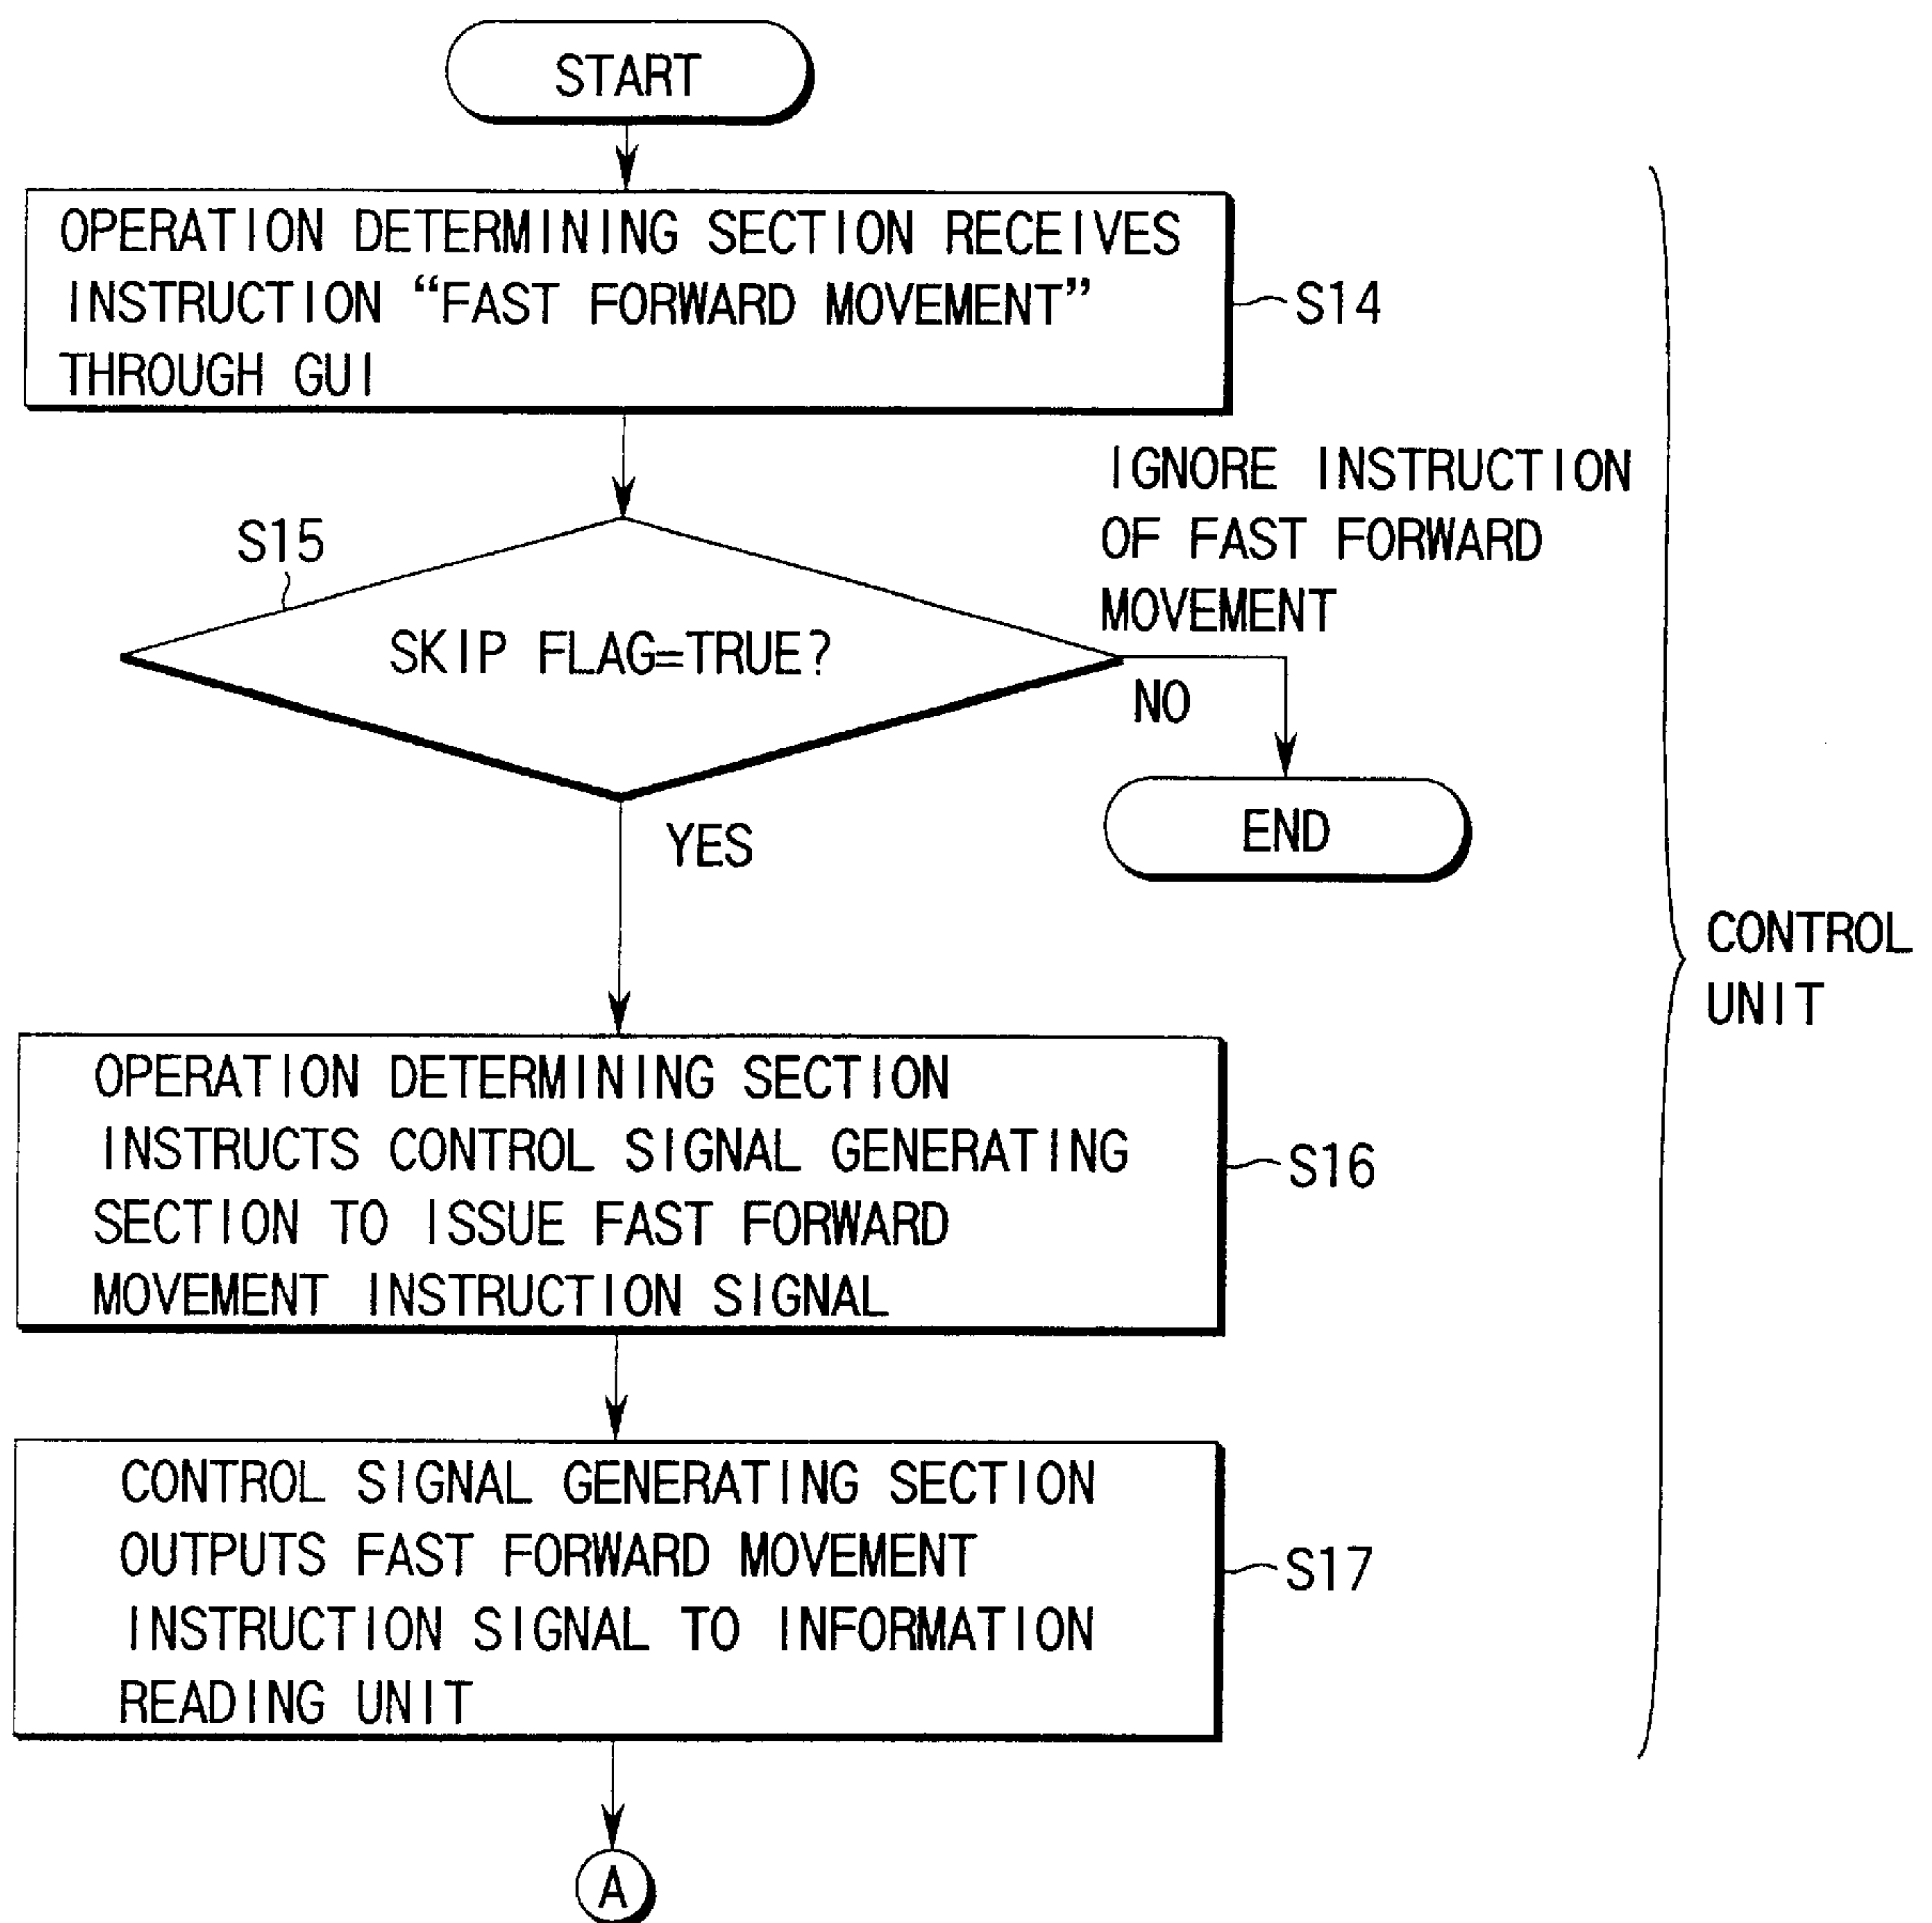 START
OPERATION DETERMINING SECTION RECEIVES
INSTRUCTION “FAST FORWARD MOVEMENT”
THROUGH GUI
S14
IGNORE INSTRUCTION
OF FAST FORWARD
MOVEMENT
S15
SKIP FLAG=TRUE?
NO
END
YES
CONTROL
UNIT
OPERATION DETERMINING SECTION
INSTRUCTS CONTROL SIGNAL GENERATING
SECTION TO ISSUE FAST FORWARD
MOVEMENT INSTRUCTION SIGNAL
S16
CONTROL SIGNAL GENERATING SECTION
OUTPUTS FAST FORWARD MOVEMENT
INSTRUCTION SIGNAL TO INFORMATION
READING UNIT
S17
A